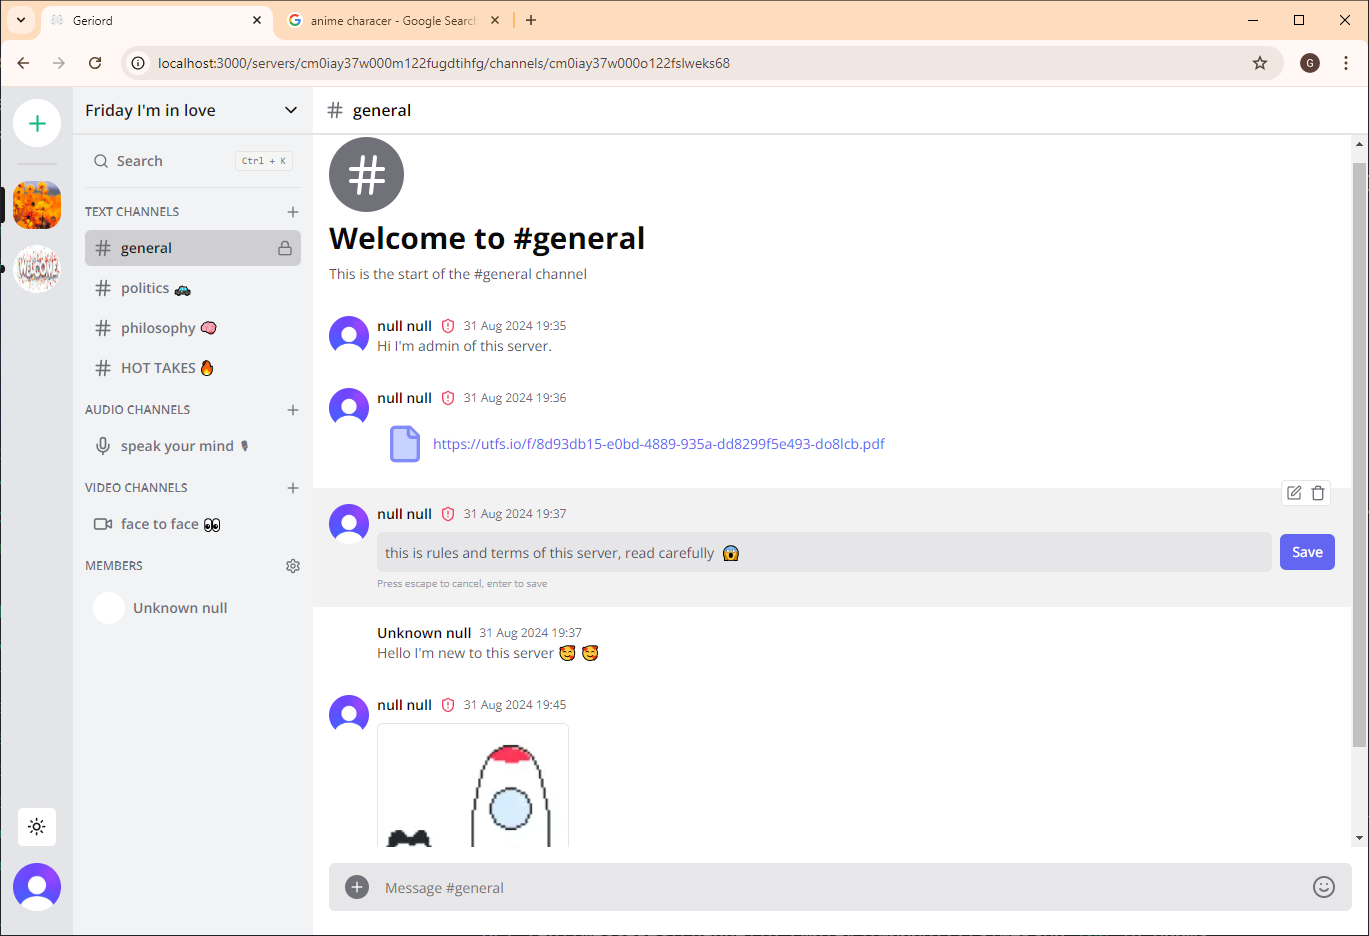 Geriord
anime characer - Google Search
localhost:3000/servers/cm0iay37w000m122fugdtihfg/channels/cm0iay37w000o122fslweks68
G
Friday I'm in love
# general
Search
Ctrl + K
TEXT CHANNELS
# general
# politics
# philosophy
# HOT TAKES
AUDIO CHANNELS
speak your mind
VIDEO CHANNELS
face to face
MEMBERS
Unknown null
WELCOME
#
Welcome to #general
This is the start of the #general channel
null null 31 Aug 2024 19:35
Hi I'm admin of this server.
null null 31 Aug 2024 19:36
https://utfs.io/f/8d93db15-e0bd-4889-935a-dd8299f5e493-do8lcb.pdf
null null 31 Aug 2024 19:37
this is rules and terms of this server, read carefully 😱
Save
Press escape to cancel, enter to save
Unknown null 31 Aug 2024 19:37
Hello I'm new to this server 🥰 🥰
null null 31 Aug 2024 19:45
Message #general